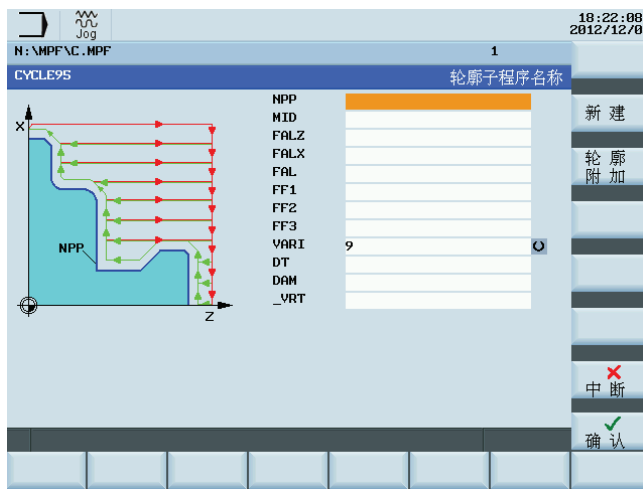 Jog
18:22:08
2012/12/0
N:\MPF\C.MPF 1
CYCLE95 轮廓子程序名称
NPP
MID
FALZ
FALX
FAL
FF1
FF2
FF3
VARI 9
DT
DAM
_VRT
X
NPP
Z
新建
轮廓
附加
中断
确认